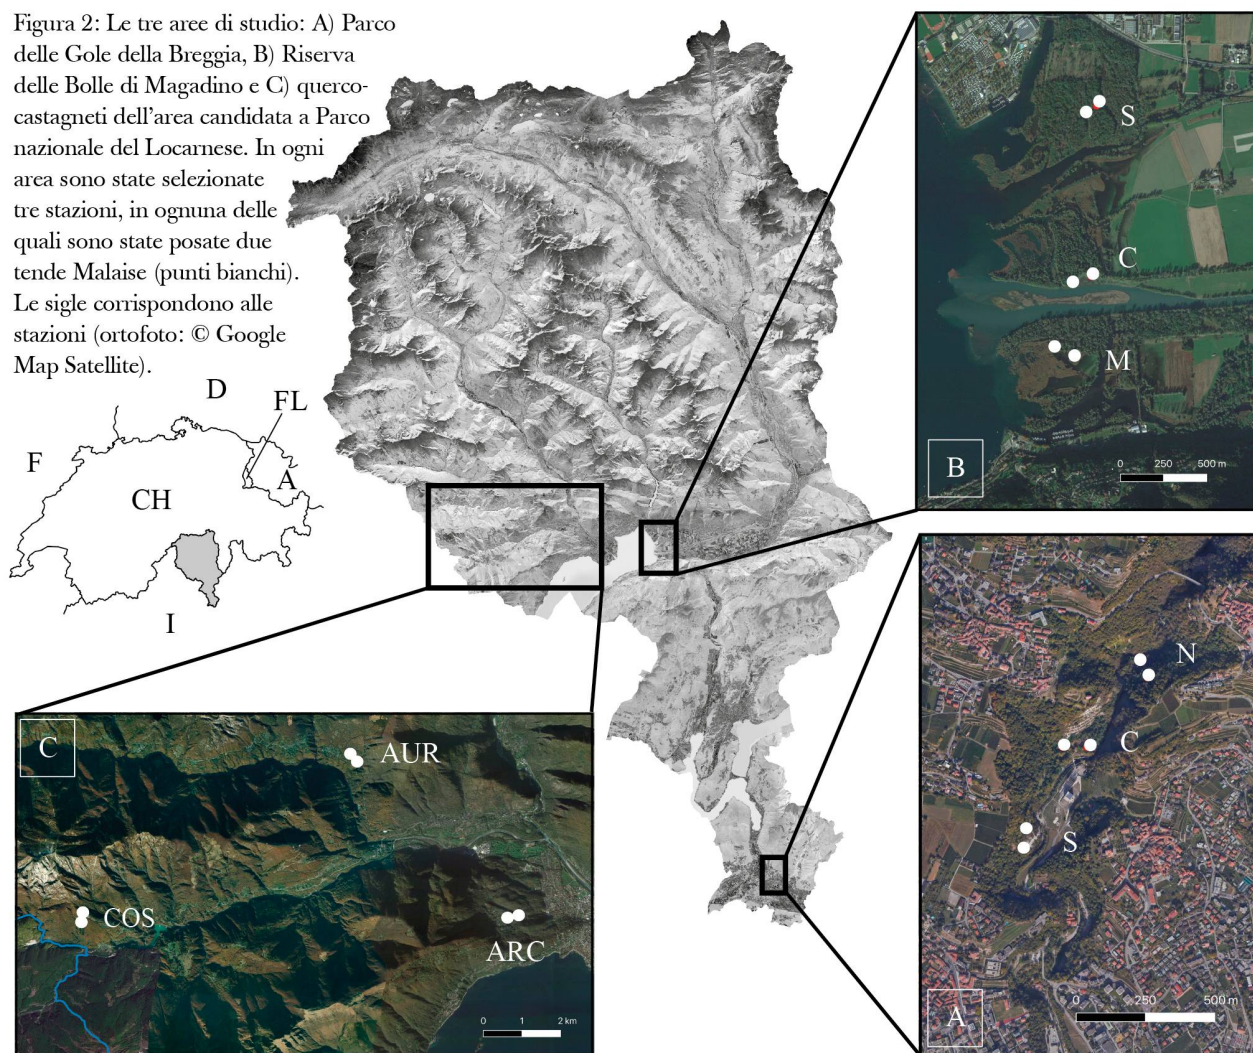 Figura 2: Le tre aree di studio: A) Parco
delle Gole della Breggia, B) Riserva
delle Bolle di Magadino e C) querco-
castagneti dell'area candidata a Parco
nazionale del Locarnese. In ogni
area sono state selezionate
tre stazioni, in ognuna delle
quali sono state posate due
tende Malaise (punti bianchi).
Le sigle corrispondono alle
stazioni (ortofoto: © Google
Map Satellite).
D
FL
F
A
CH
I
S
C
M
B
0 250 500 m
N
C
S
A
0 250 500 m
C
AUR
COS
ARC
0 1 2 km